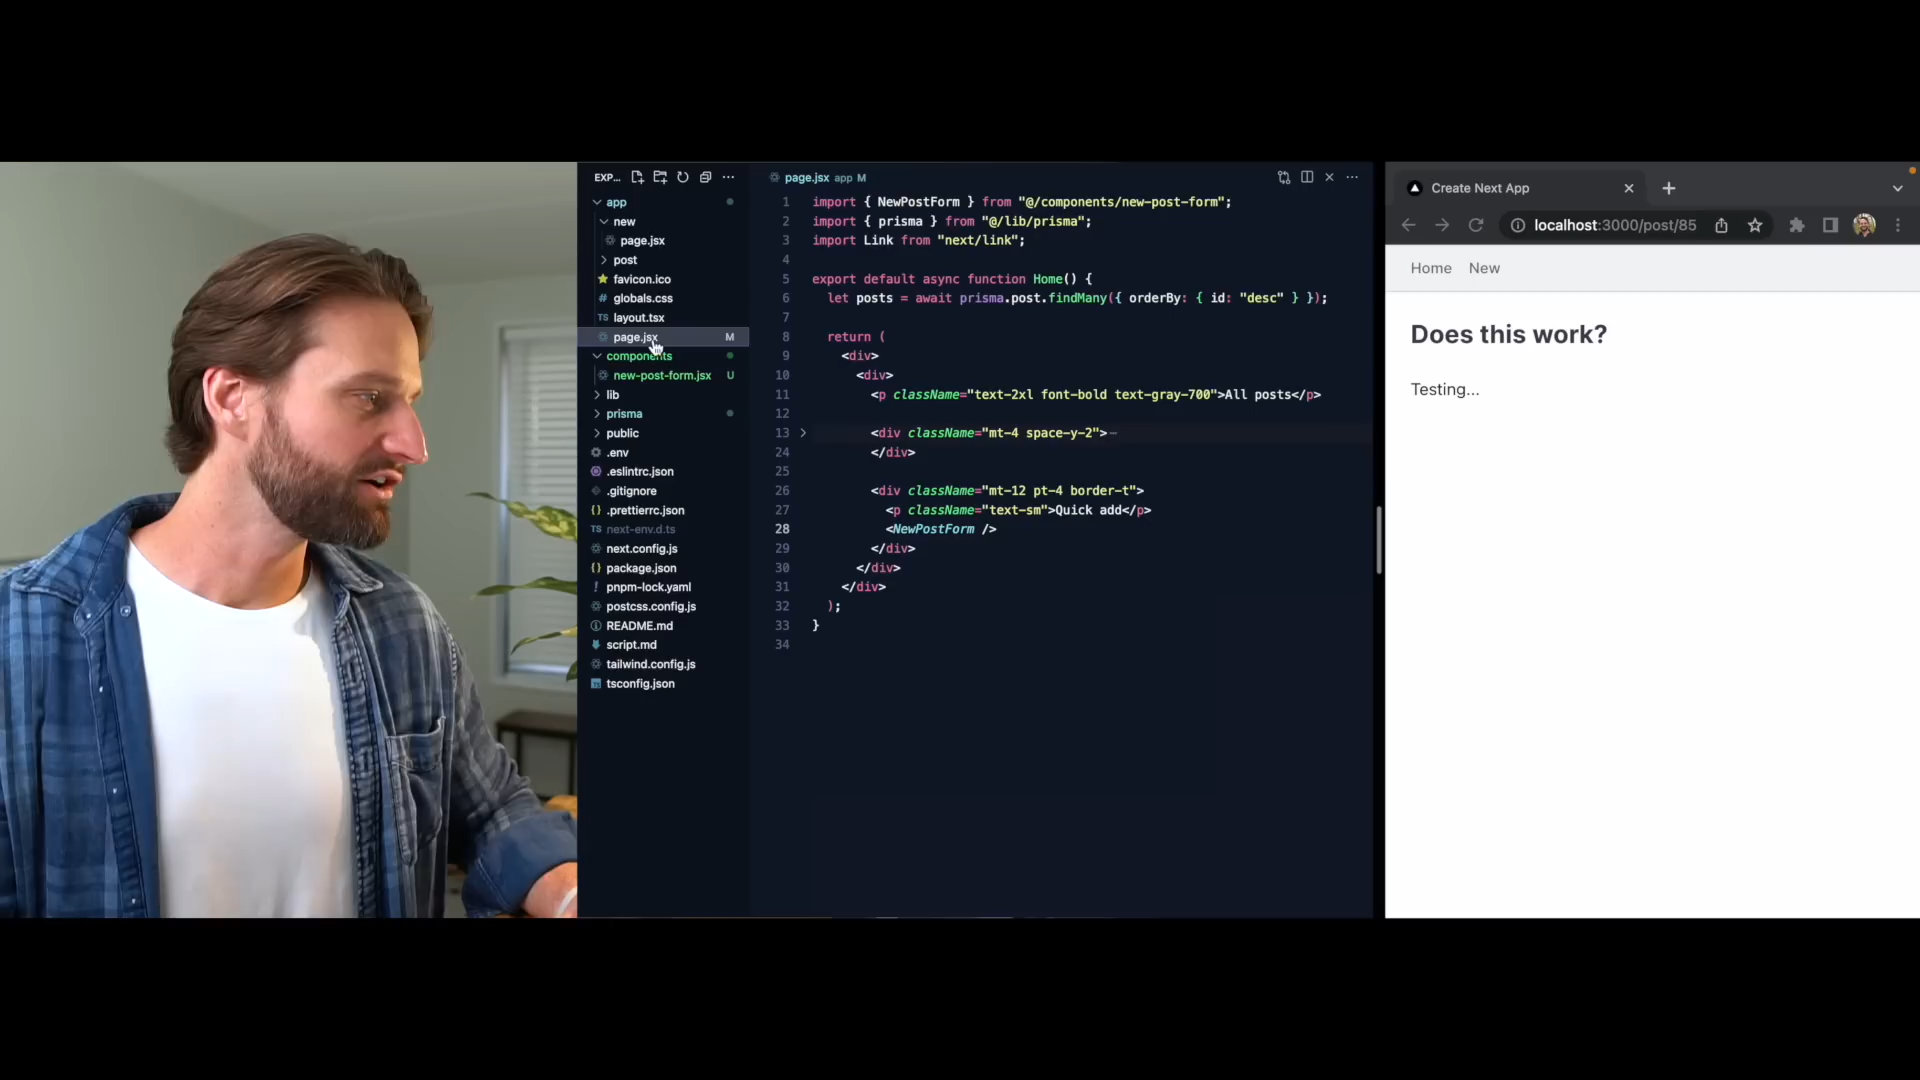 EXP...
app
new
page.jsx
post
favicon.ico
# globals.css
TS layout.tsx
page.jsx M
components
new-post-form.jsx U
lib
prisma
public
.env
.eslintrc.json
.gitignore
{} .prettierrc.json
TS next-env.d.ts
next.config.js
{} package.json
! pnpm-lock.yaml
postcss.config.js
README.md
script.md
tailwind.config.js
tsconfig.json
page.jsx app M
1 import { NewPostForm } from "@/components/new-post-form";
2 import { prisma } from "@/lib/prisma";
3 import Link from "next/link";
4
5 export default async function Home() {
6 let posts = await prisma.post.findMany({ orderBy: { id: "desc" } });
7
8 return (
9 <div>
10 <div>
11 <p className="text-2xl font-bold text-gray-700">All posts</p>
12
13 <div className="mt-4 space-y-2">⋯
24 </div>
25
26 <div className="mt-12 pt-4 border-t">
27 <p className="text-sm">Quick add</p>
28 <NewPostForm />
29 </div>
30 </div>
31 </div>
32 );
33 }
34
Create Next App
localhost:3000/post/85
Home New
Does this work?
Testing...